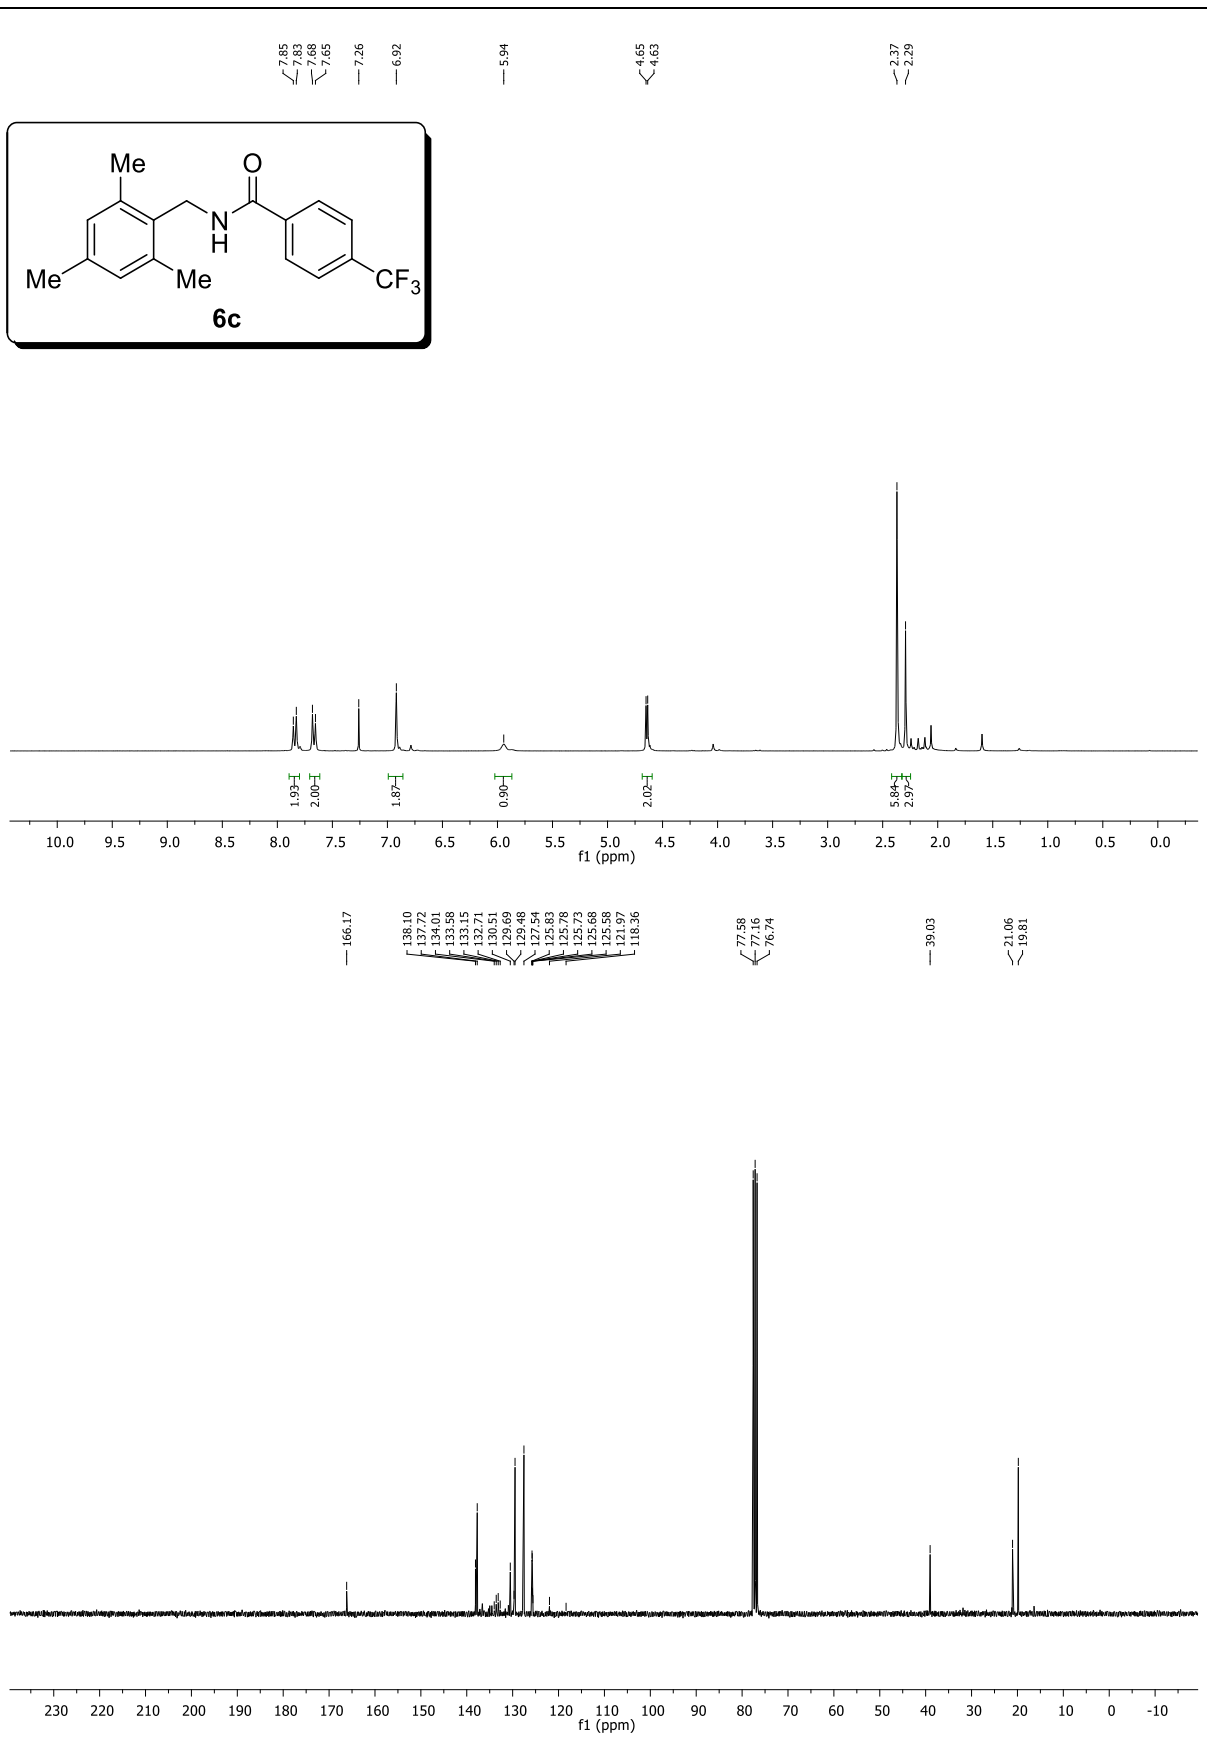 7.85 7.83 7.68 7.65 7.26 6.92 5.94 4.65 4.63 2.37 2.29
Me O
N
H
Me Me CF3
6c
1.93 2.00 1.87 0.90 2.02 5.84 2.97
10.0 9.5 9.0 8.5 8.0 7.5 7.0 6.5 6.0 5.5 5.0 4.5 4.0 3.5 3.0 2.5 2.0 1.5 1.0 0.5 0.0
f1 (ppm)
166.17 138.10 137.72 134.01 133.58 133.15 132.71 130.51 129.69 129.48 127.54 125.83 125.78 125.73 125.68 125.58 121.97 118.36 77.58 77.16 76.74 39.03 21.06 19.81
230 220 210 200 190 180 170 160 150 140 130 120 110 100 90 80 70 60 50 40 30 20 10 0 -10
f1 (ppm)